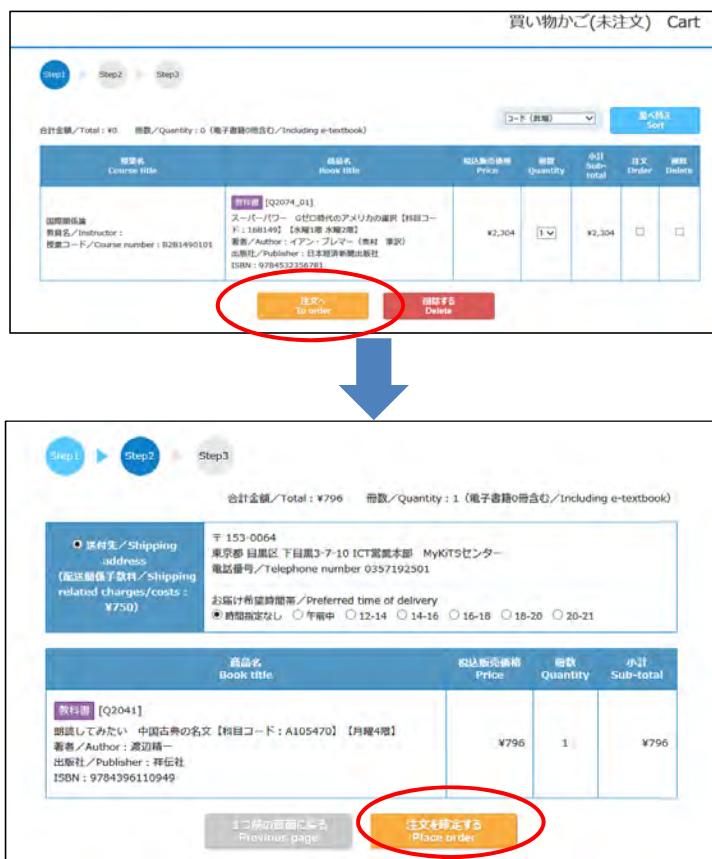 買い物かご(未注文) Cart
Step1 Step2 Step3
コード (昇順)
並べ替え
Sort
合計金額／Total : ¥0 冊数／Quantity : 0 (電子書籍0冊含む／Including e-textbook)
授業名
Course title
商品名
Book title
税込販売価格
Price
冊数
Quantity
小計
Sub-total
注文
Order
削除
Delete
国際関係論
教員名／Instructor :
授業コード／Course number : B2B1490101
教科書 [Q2074_01]
スーパーパワー Gゼロ時代のアメリカの選択【科目コード : 168149】【水曜1限 水曜2限】
著者／Author : イアン・ブレマー (奥村 準訳)
出版社／Publisher : 日本経済新聞出版社
ISBN : 9784532356781
¥2,304
1
¥2,304
注文へ
To order
削除する
Delete
Step1 Step2 Step3
合計金額／Total : ¥796 冊数／Quantity : 1 (電子書籍0冊含む／Including e-textbook)
送付先／Shipping address
(配送関係手数料／Shipping related charges/costs : ¥750)
〒 153-0064
東京都 目黒区 下目黒3-7-10 ICT営業本部 MyKiTSセンター
電話番号／Telephone number 0357192501
お届け希望時間帯／Preferred time of delivery
時間指定なし 午前中 12-14 14-16 16-18 18-20 20-21
商品名
Book title
税込販売価格
Price
冊数
Quantity
小計
Sub-total
教科書 [Q2041]
朗読してみたい 中国古典の名文【科目コード : A105470】【月曜4限】
著者／Author : 渡辺精一
出版社／Publisher : 祥伝社
ISBN : 9784396110949
¥796
1
¥796
1つ前の画面に戻る
Previous page
注文を確定する
Place order